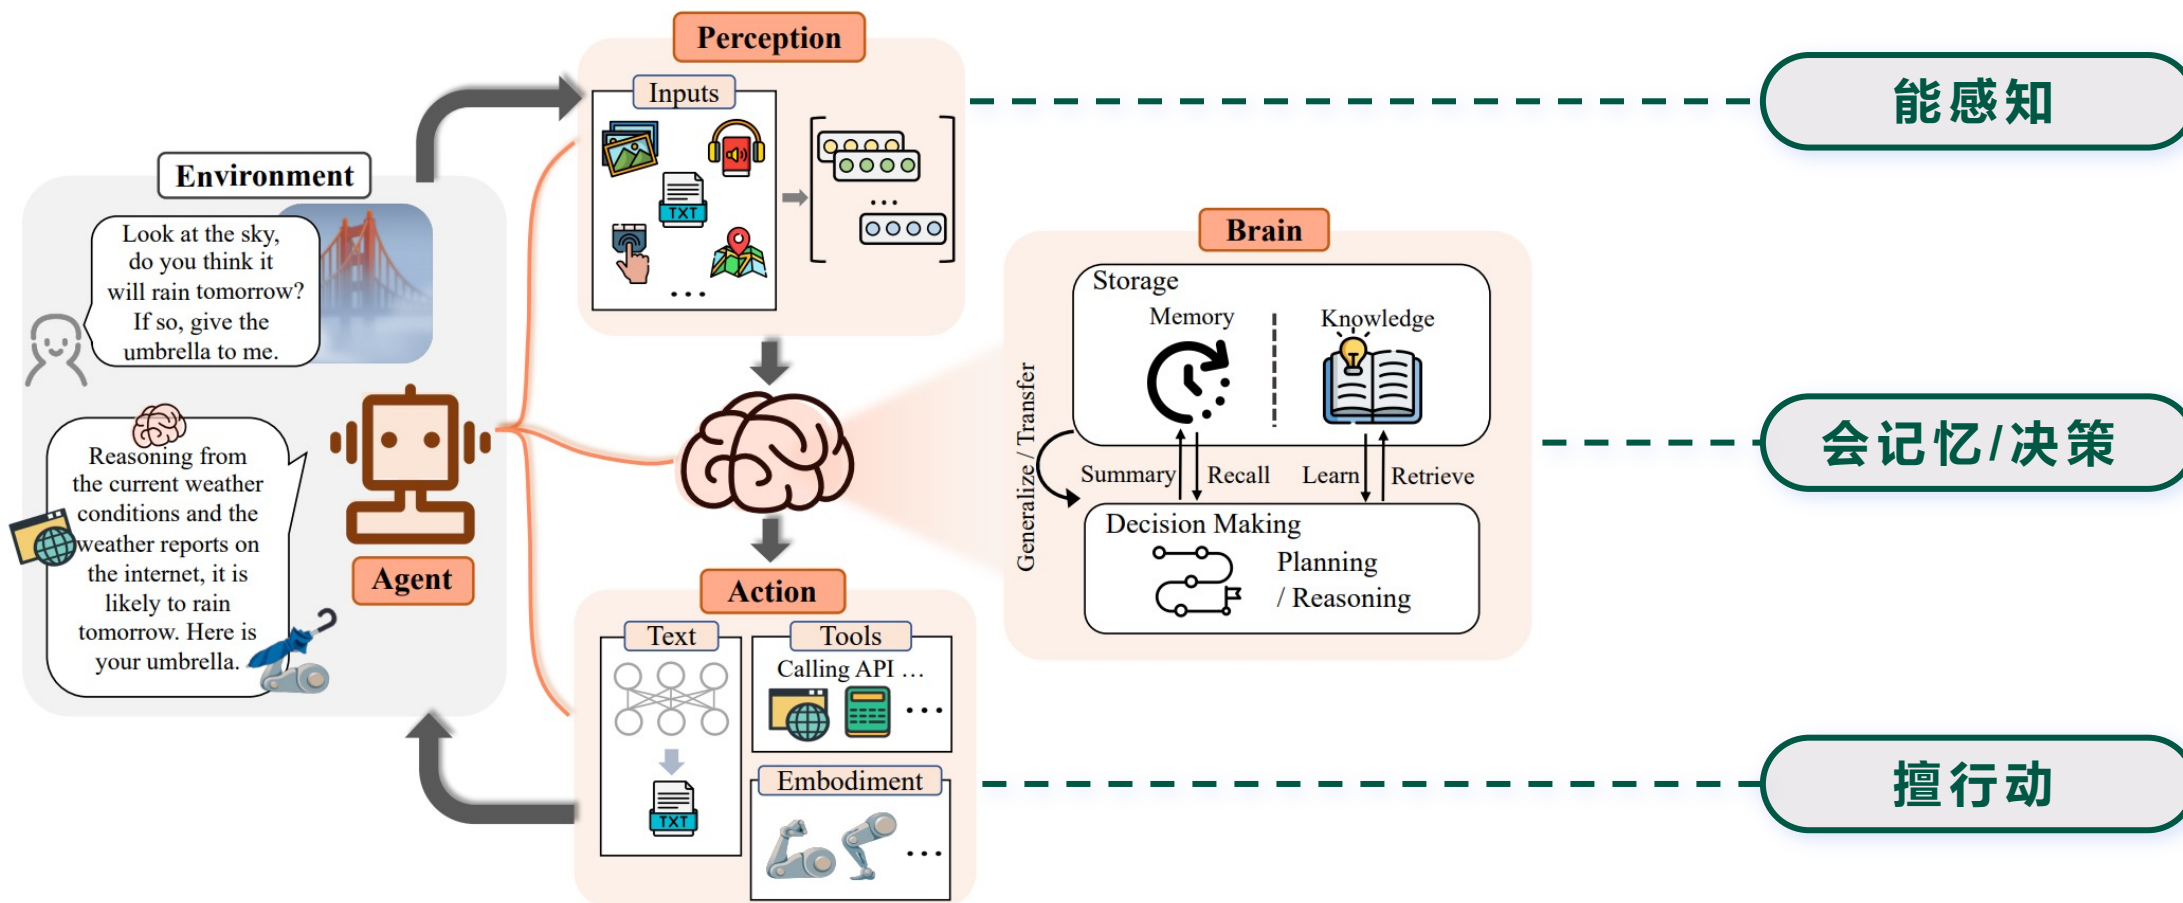 Perception
Inputs
TXT
...
...
能感知
Environment
Look at the sky,
do you think it
will rain tomorrow?
If so, give the
umbrella to me.
Reasoning from
the current weather
conditions and the
weather reports on
the internet, it is
likely to rain
tomorrow. Here is
your umbrella.
Agent
Brain
Storage
Memory
Knowledge
Generalize / Transfer
Summary
Recall
Learn
Retrieve
Decision Making
Planning
/ Reasoning
会记忆/决策
Action
Text
TXT
Tools
Calling API ...
...
Embodiment
...
擅行动